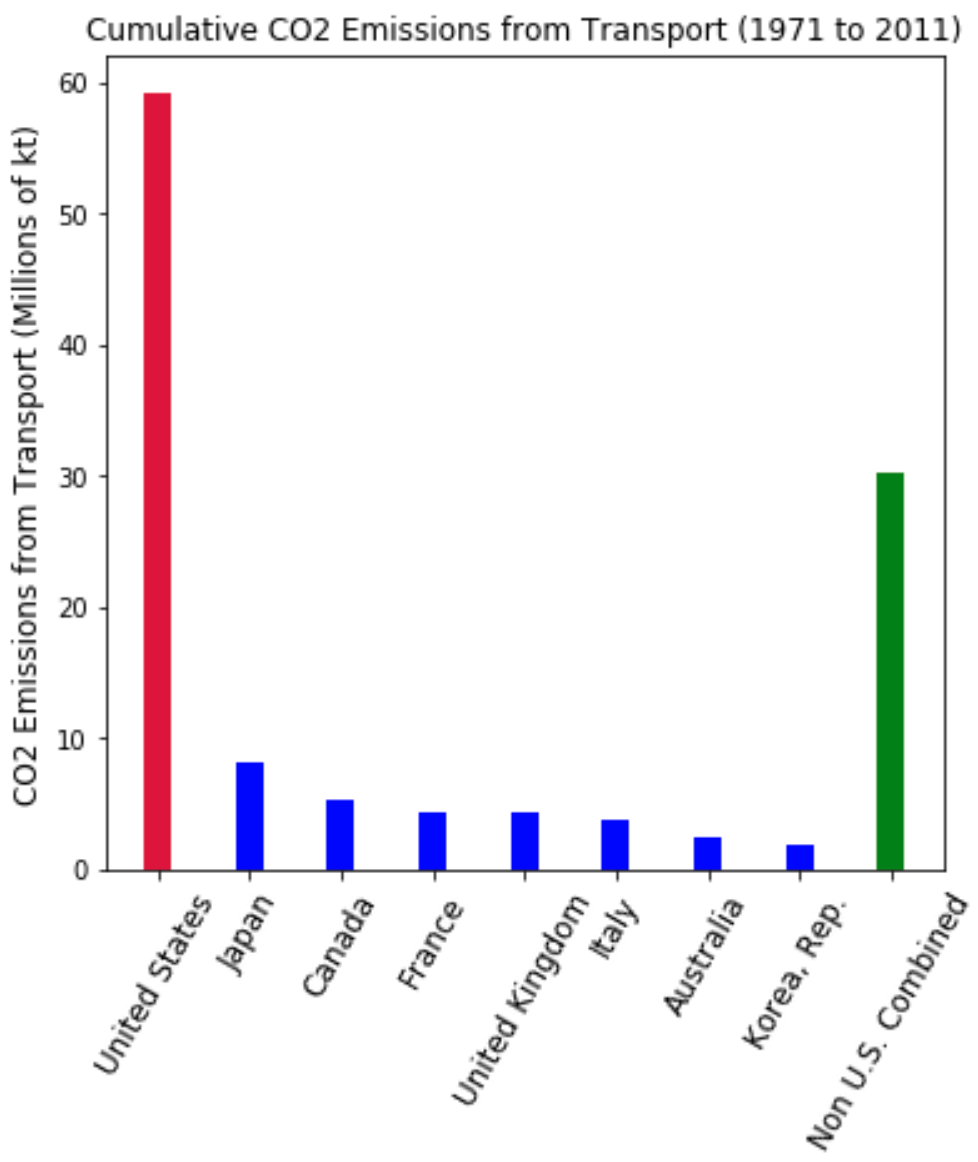 Cumulative CO2 Emissions from Transport (1971 to 2011)
CO2 Emissions from Transport (Millions of kt)
60
50
40
30
20
10
0
United States
Japan
Canada
France
United Kingdom
Italy
Australia
Korea, Rep.
Non U.S. Combined